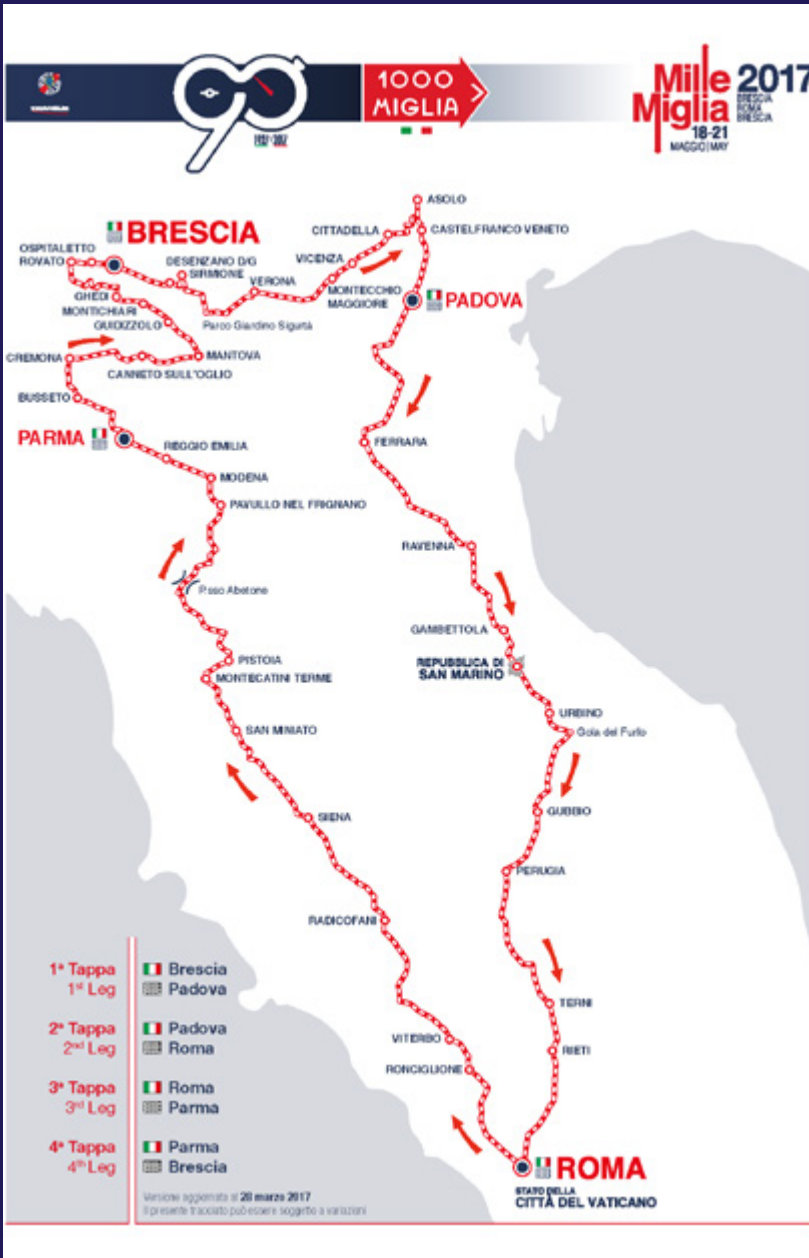 90
1000
MIGLIA
Mille
Miglia
2017
BRESCIA
ROMA
BRESCIA
18-21
MAGGIO|MAY
ASOLO
CITTADELLA
CASTELFRANCO VENETO
BRESCIA
OSPITALETTO
ROVATO
DESENZANO D/G
SIRMIONE
VICENZA
VERONA
MONTECCHIO
MAGGIORE
PADOVA
GHEDI
MONTICHIARI
GUIDIZZOLO
Parco Giardino Sigurtà
CREMONA
MANTOVA
CANNETO SULL'OGLIO
BUSSETO
PARMA
REGGIO EMILIA
FERRARA
MODENA
PAVULLO NEL FRIGNANO
RAVENNA
P.sso Abetone
GAMBETTOLA
PISTOIA
REPUBBLICA DI
SAN MARINO
MONTECATINI TERME
URBINO
SAN MINIATO
Gola del Furlo
SIENA
GUBBIO
PERUGIA
RADICOFANI
TERNI
VITERBO
RIETI
RONCIGLIONE
ROMA
STATO DELLA
CITTÀ DEL VATICANO
1ª Tappa Brescia
1st Leg Padova
2ª Tappa Padova
2nd Leg Roma
3ª Tappa Roma
3rd Leg Parma
4ª Tappa Parma
4th Leg Brescia
Versione aggiornata al 28 marzo 2017
Il presente tracciato può essere soggetto a variazioni